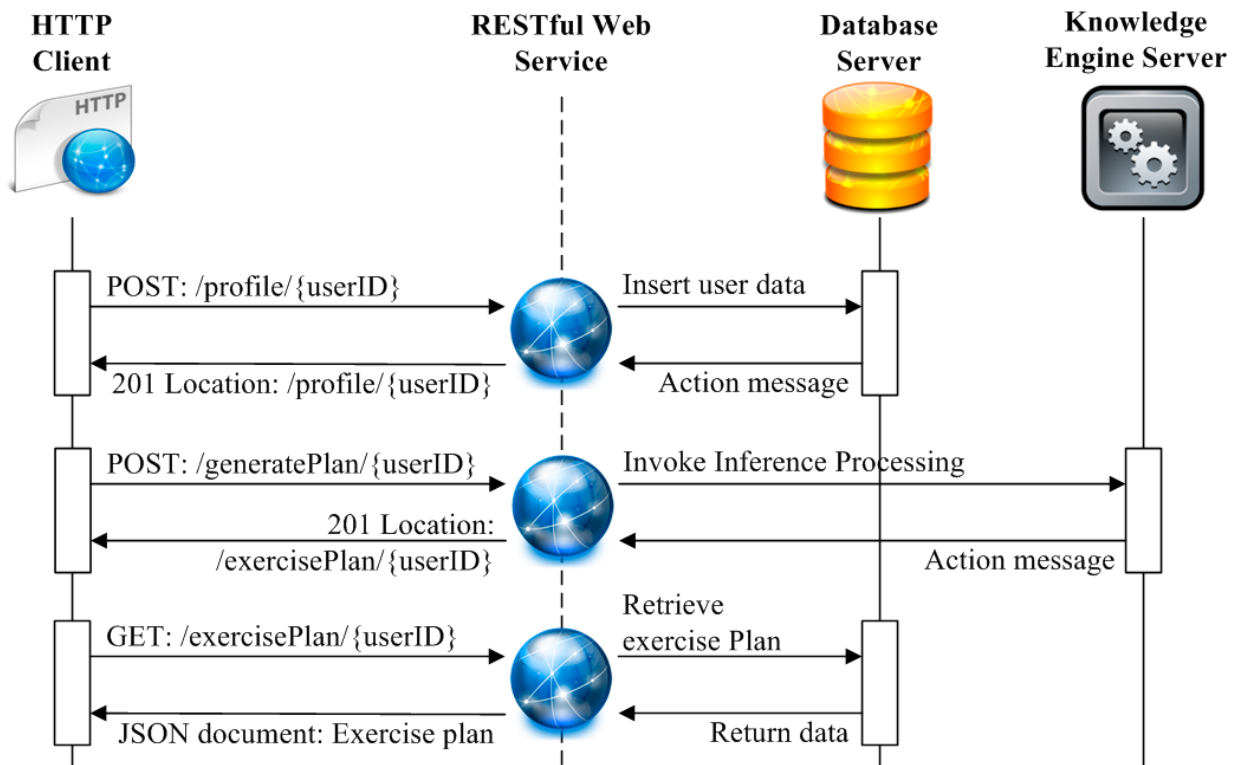 HTTP
Client
RESTful Web
Service
Database
Server
Knowledge
Engine Server
HTTP
POST: /profile/{userID}
Insert user data
201 Location: /profile/{userID}
Action message
POST: /generatePlan/{userID}
Invoke Inference Processing
201 Location:
/exercisePlan/{userID}
Action message
GET: /exercisePlan/{userID}
Retrieve
exercise Plan
JSON document: Exercise plan
Return data